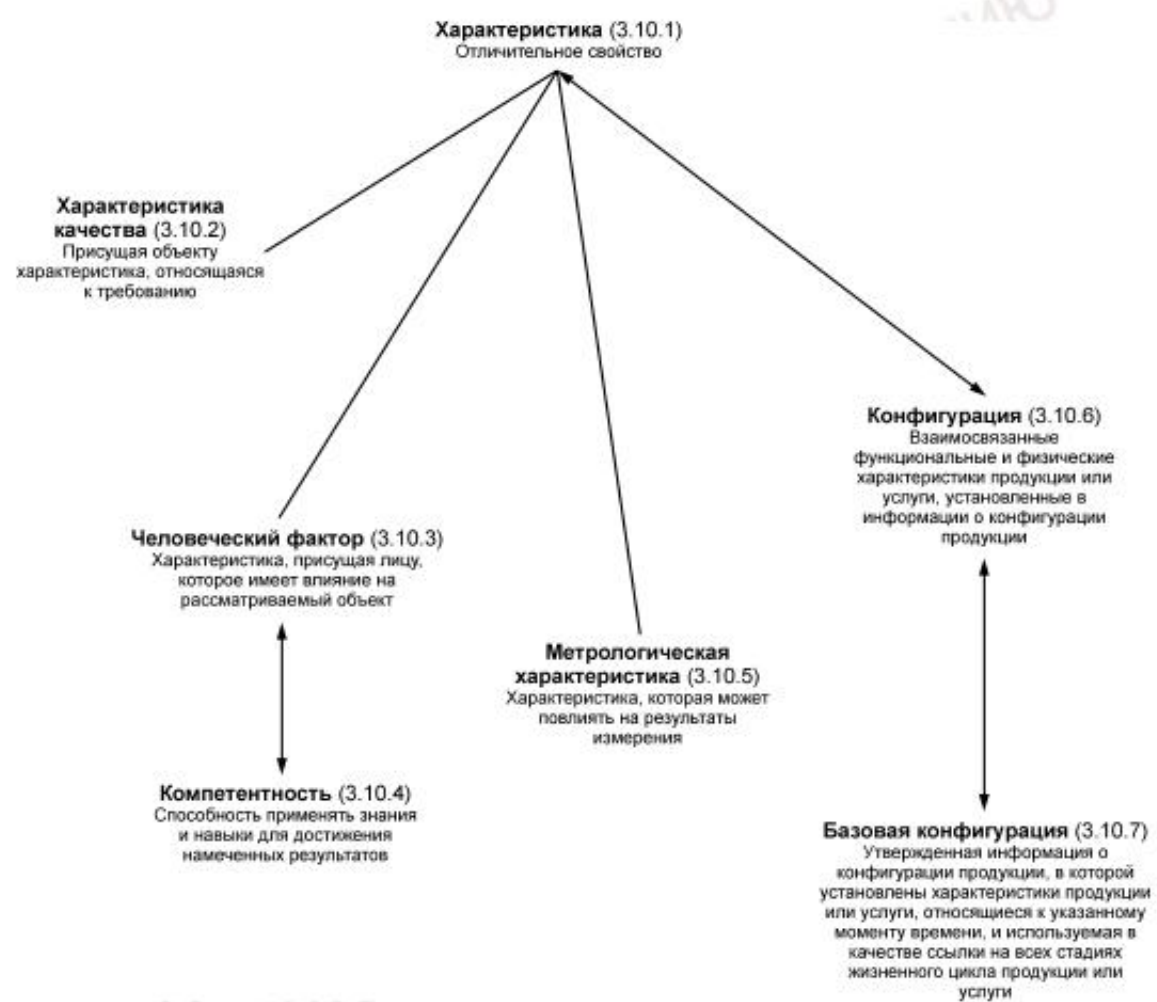 Характеристика (3.10.1)
Отличительное свойство
Характеристика
качества (3.10.2)
Присущая объекту
характеристика, относящаяся
к требованию
Конфигурация (3.10.6)
Взаимосвязанные
функциональные и физические
характеристики продукции или
услуги, установленные в
информации о конфигурации
продукции
Человеческий фактор (3.10.3)
Характеристика, присущая лицу,
которое имеет влияние на
рассматриваемый объект
Метрологическая
характеристика (3.10.5)
Характеристика, которая может
повлиять на результаты
измерения
Компетентность (3.10.4)
Способность применять знания
и навыки для достижения
намеченных результатов
Базовая конфигурация (3.10.7)
Утвержденная информация о
конфигурации продукции, в которой
установлены характеристики продукции
или услуги, относящиеся к указанному
моменту времени, и используемая в
качестве ссылки на всех стадиях
жизненного цикла продукции или
услуги